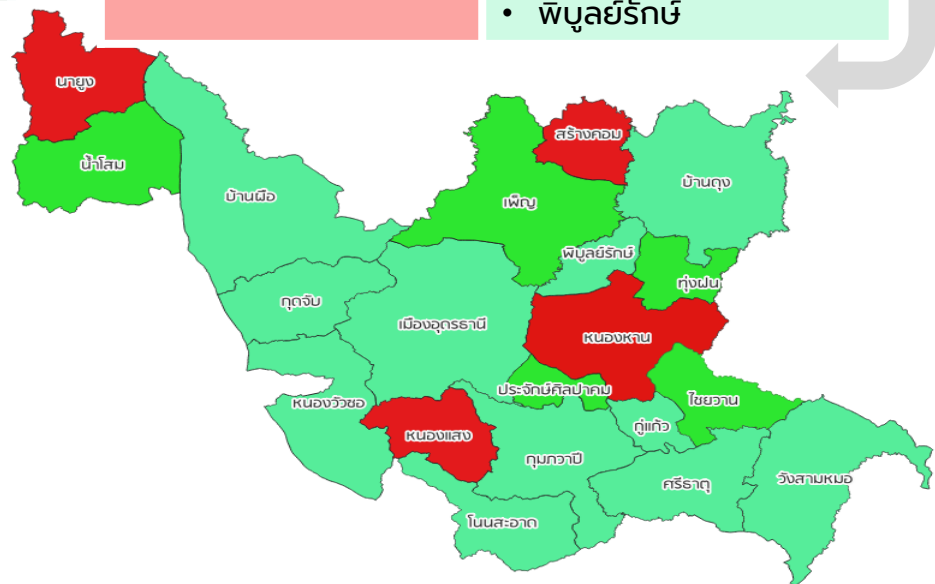 • พิบูลย์รักษ์
นายูง
สร้างคอม
น้ำโสม
บ้านผือ
บ้านดุง
เพ็ญ
พิบูลย์รักษ์
ทุ่งฝน
กุดจับ
เมืองอุดรธานี
หนองหาน
ประจักษ์ศิลปาคม
ไชยวาน
หนองวัวซอ
กู่แก้ว
หนองแสง
กุมภวาปี
วังสามหมอ
ศรีธาตุ
โนนสะอาด